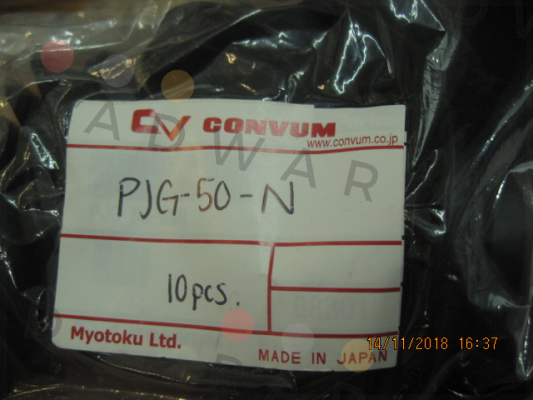 CV CONVUM
www.convum.co.jp
ADWAR
PJG-50-N
10pcs.
Myotoku Ltd.
MADE IN JAPAN
14/11/2018 16:37